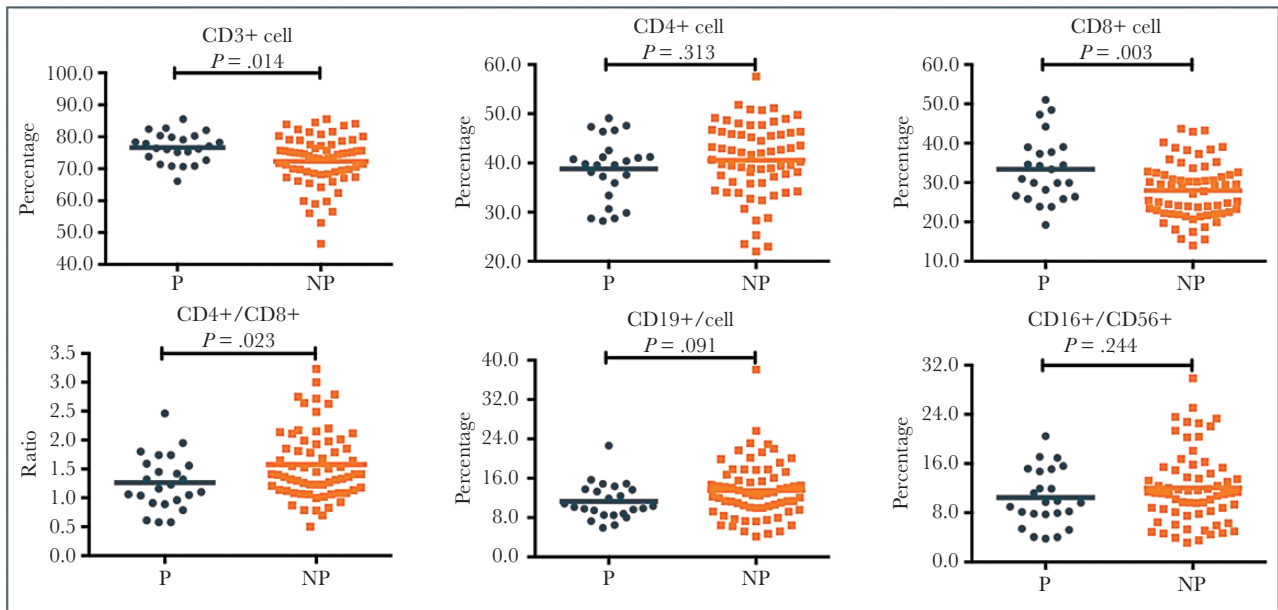 CD3+ cell
P = .014
100.0
90.0
80.0
70.0
60.0
50.0
40.0
Percentage
P NP
CD4+ cell
P = .313
60.0
50.0
40.0
30.0
20.0
Percentage
P NP
CD8+ cell
P = .003
60.0
50.0
40.0
30.0
20.0
10.0
Percentage
P NP
CD4+/CD8+
P = .023
3.5
3.0
2.5
2.0
1.5
1.0
0.5
0.0
Ratio
P NP
CD19+/cell
P = .091
40.0
32.0
24.0
16.0
8.0
0.0
Percentage
P NP
CD16+/CD56+
P = .244
32.0
24.0
16.0
8.0
0.0
Percentage
P NP